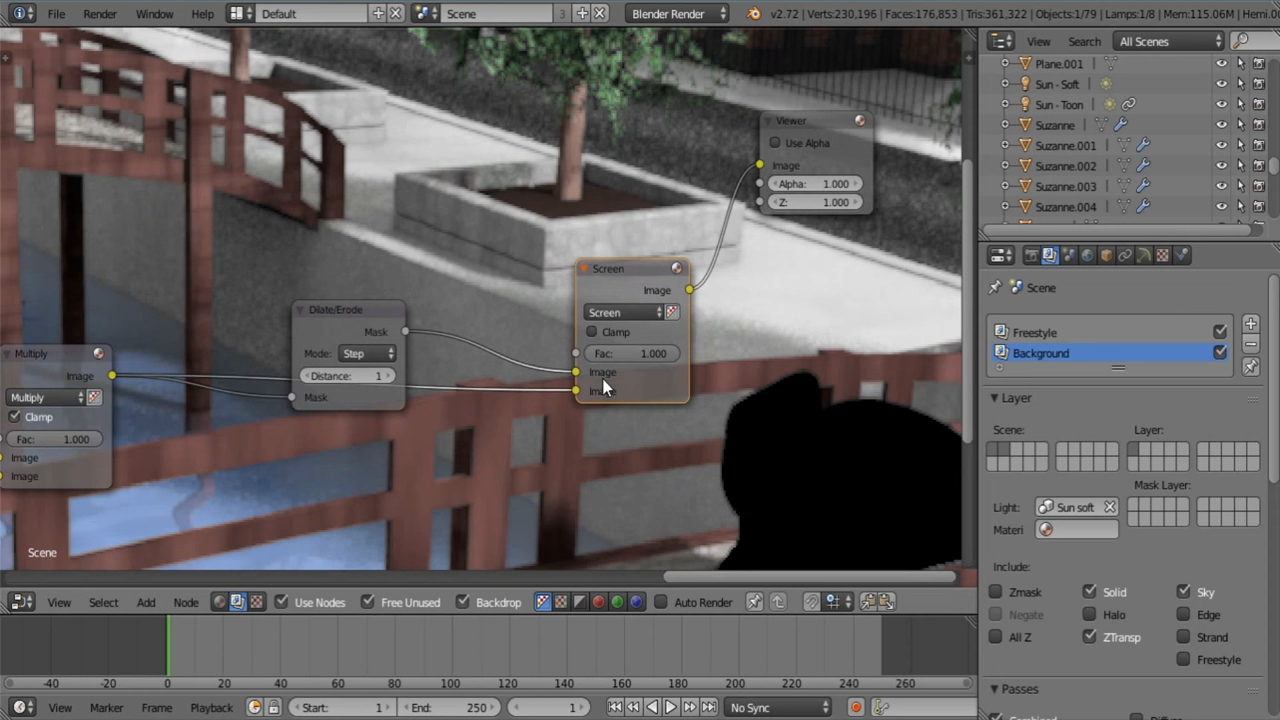 File Render Window Help Default Scene 3 Blender Render v2.72 | Verts:230,196 | Faces:176,853 | Tris:361,322 | Objects:1/79 | Lamps:1/8 | Mem:115.06M | Hemi.0
View Search All Scenes
Plane.001
Sun - Soft
Sun - Toon
Suzanne
Suzanne.001
Suzanne.002
Suzanne.003
Suzanne.004
Viewer
Use Alpha
Image
Alpha: 1.000
Z: 1.000
Screen
Image
Screen
Clamp
Fac: 1.000
Image
Dilate/Erode
Mask
Mode: Step
Distance: 1
Mask
Multiply
Image
Multiply
Clamp
Fac: 1.000
Image
Image
Scene
Scene
Freestyle
Background
Layer
Scene: Layer:
Mask Layer:
Light: Sun soft
Materi
Include:
Zmask Solid Sky
Negate Halo Edge
All Z ZTransp Strand
Freestyle
Passes
View Select Add Node Use Nodes Free Unused Backdrop Auto Render
-40 -20 0 20 40 60 80 100 120 140 160 180 200 220 240 260
View Marker Frame Playback Start: 1 End: 250 1 No Sync